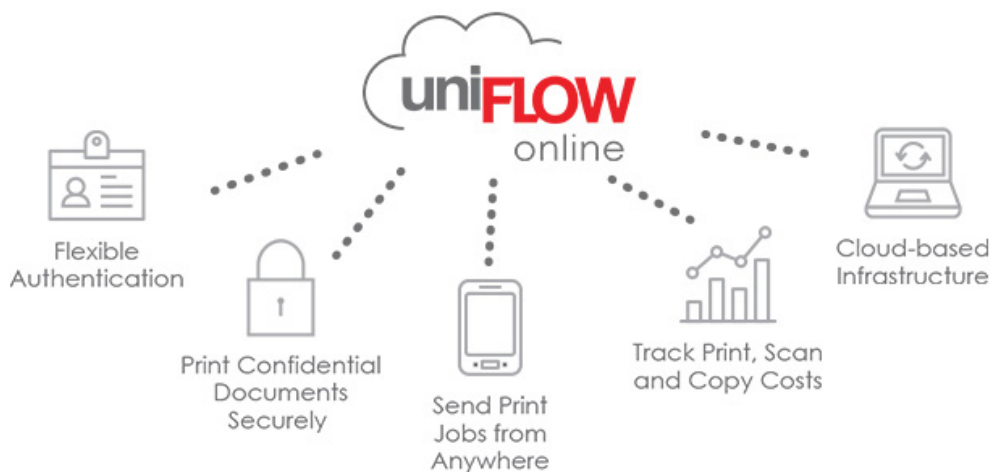 uniFLOW
online
Flexible
Authentication
Print Confidential
Documents
Securely
Send Print
Jobs from
Anywhere
Track Print, Scan
and Copy Costs
Cloud-based
Infrastructure